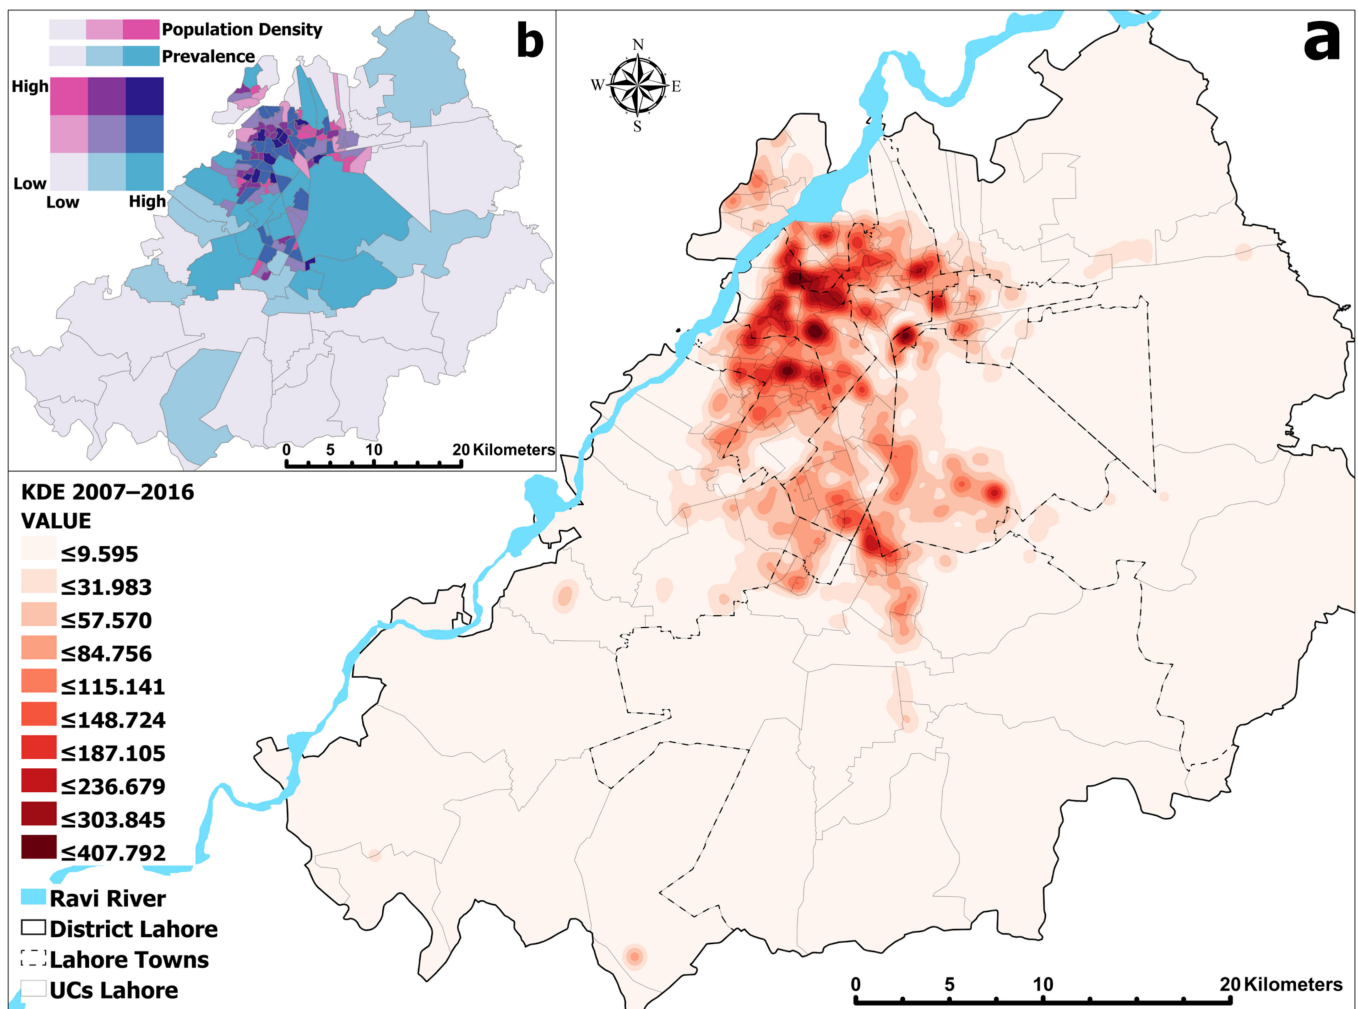 Population Density
Prevalence
b
High
Low
Low
High
0 5 10 20 Kilometers
a
N
W E
S
KDE 2007–2016
VALUE
≤9.595
≤31.983
≤57.570
≤84.756
≤115.141
≤148.724
≤187.105
≤236.679
≤303.845
≤407.792
Ravi River
District Lahore
Lahore Towns
UCs Lahore
0 5 10 20 Kilometers